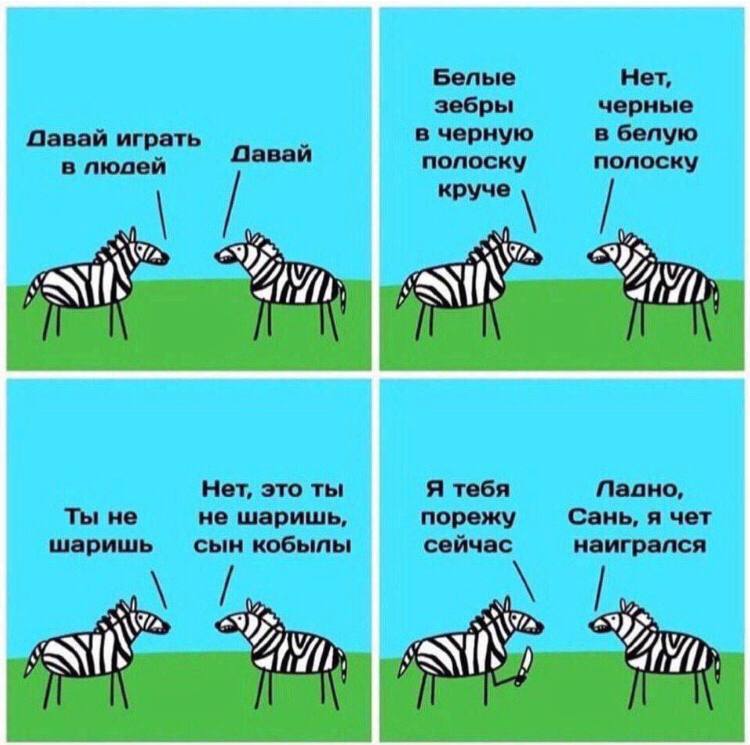 Давай играть
в людей
Давай
Белые
зебры
в черную
полоску
круче
Нет,
черные
в белую
полоску
Ты не
шаришь
Нет, это ты
не шаришь,
сын кобылы
Я тебя
порежу
сейчас
Ладно,
Сань, я чет
наигрался